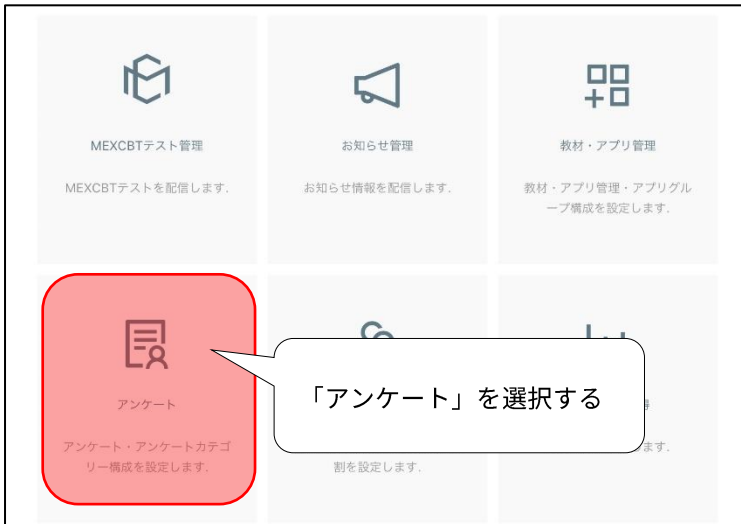 MEXCBTテスト管理
お知らせ管理
教材・アプリ管理
MEXCBTテストを配信します.
お知らせ情報を配信します.
教材・アプリ管理・アプリグル
ープ構成を設定します.
「アンケート」を選択する
アンケート
アンケート・アンケートカテゴ
リー構成を設定します.
割を設定します.
ます.